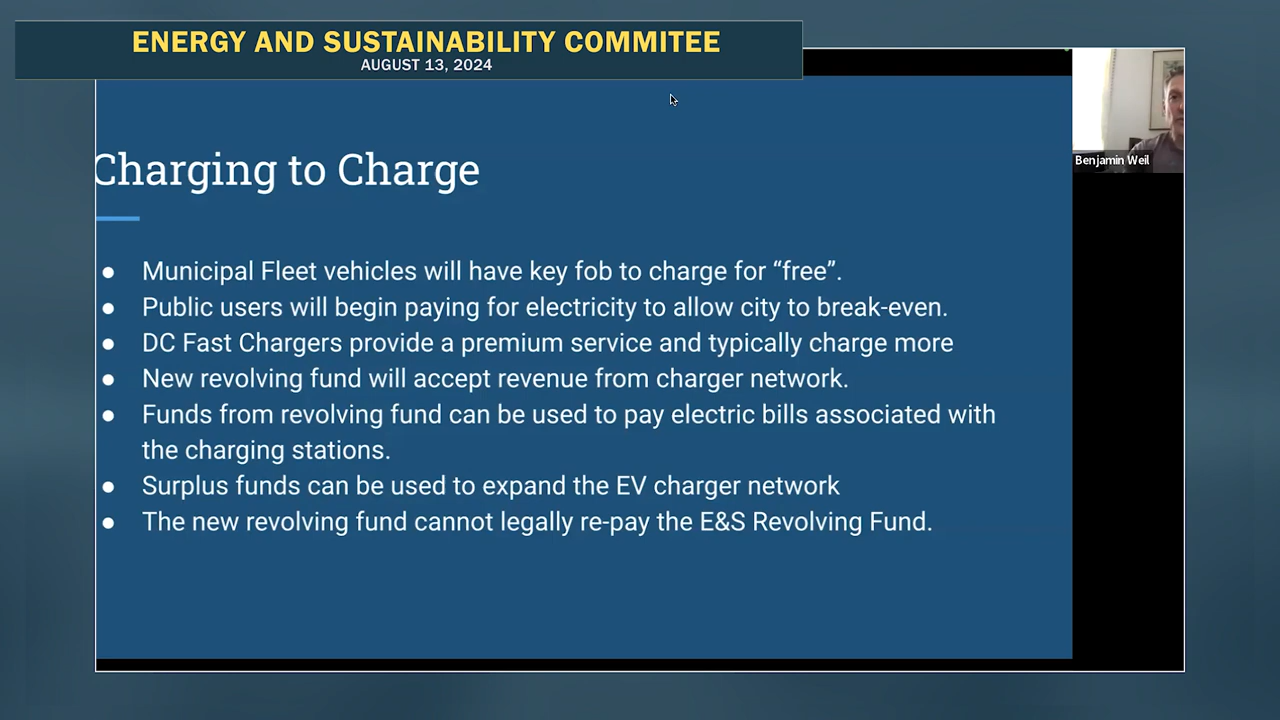 ENERGY AND SUSTAINABILITY COMMITEE
AUGUST 13, 2024
Charging to Charge
Benjamin Weil
● Municipal Fleet vehicles will have key fob to charge for “free”.
● Public users will begin paying for electricity to allow city to break-even.
● DC Fast Chargers provide a premium service and typically charge more
● New revolving fund will accept revenue from charger network.
● Funds from revolving fund can be used to pay electric bills associated with
the charging stations.
● Surplus funds can be used to expand the EV charger network
● The new revolving fund cannot legally re-pay the E&S Revolving Fund.